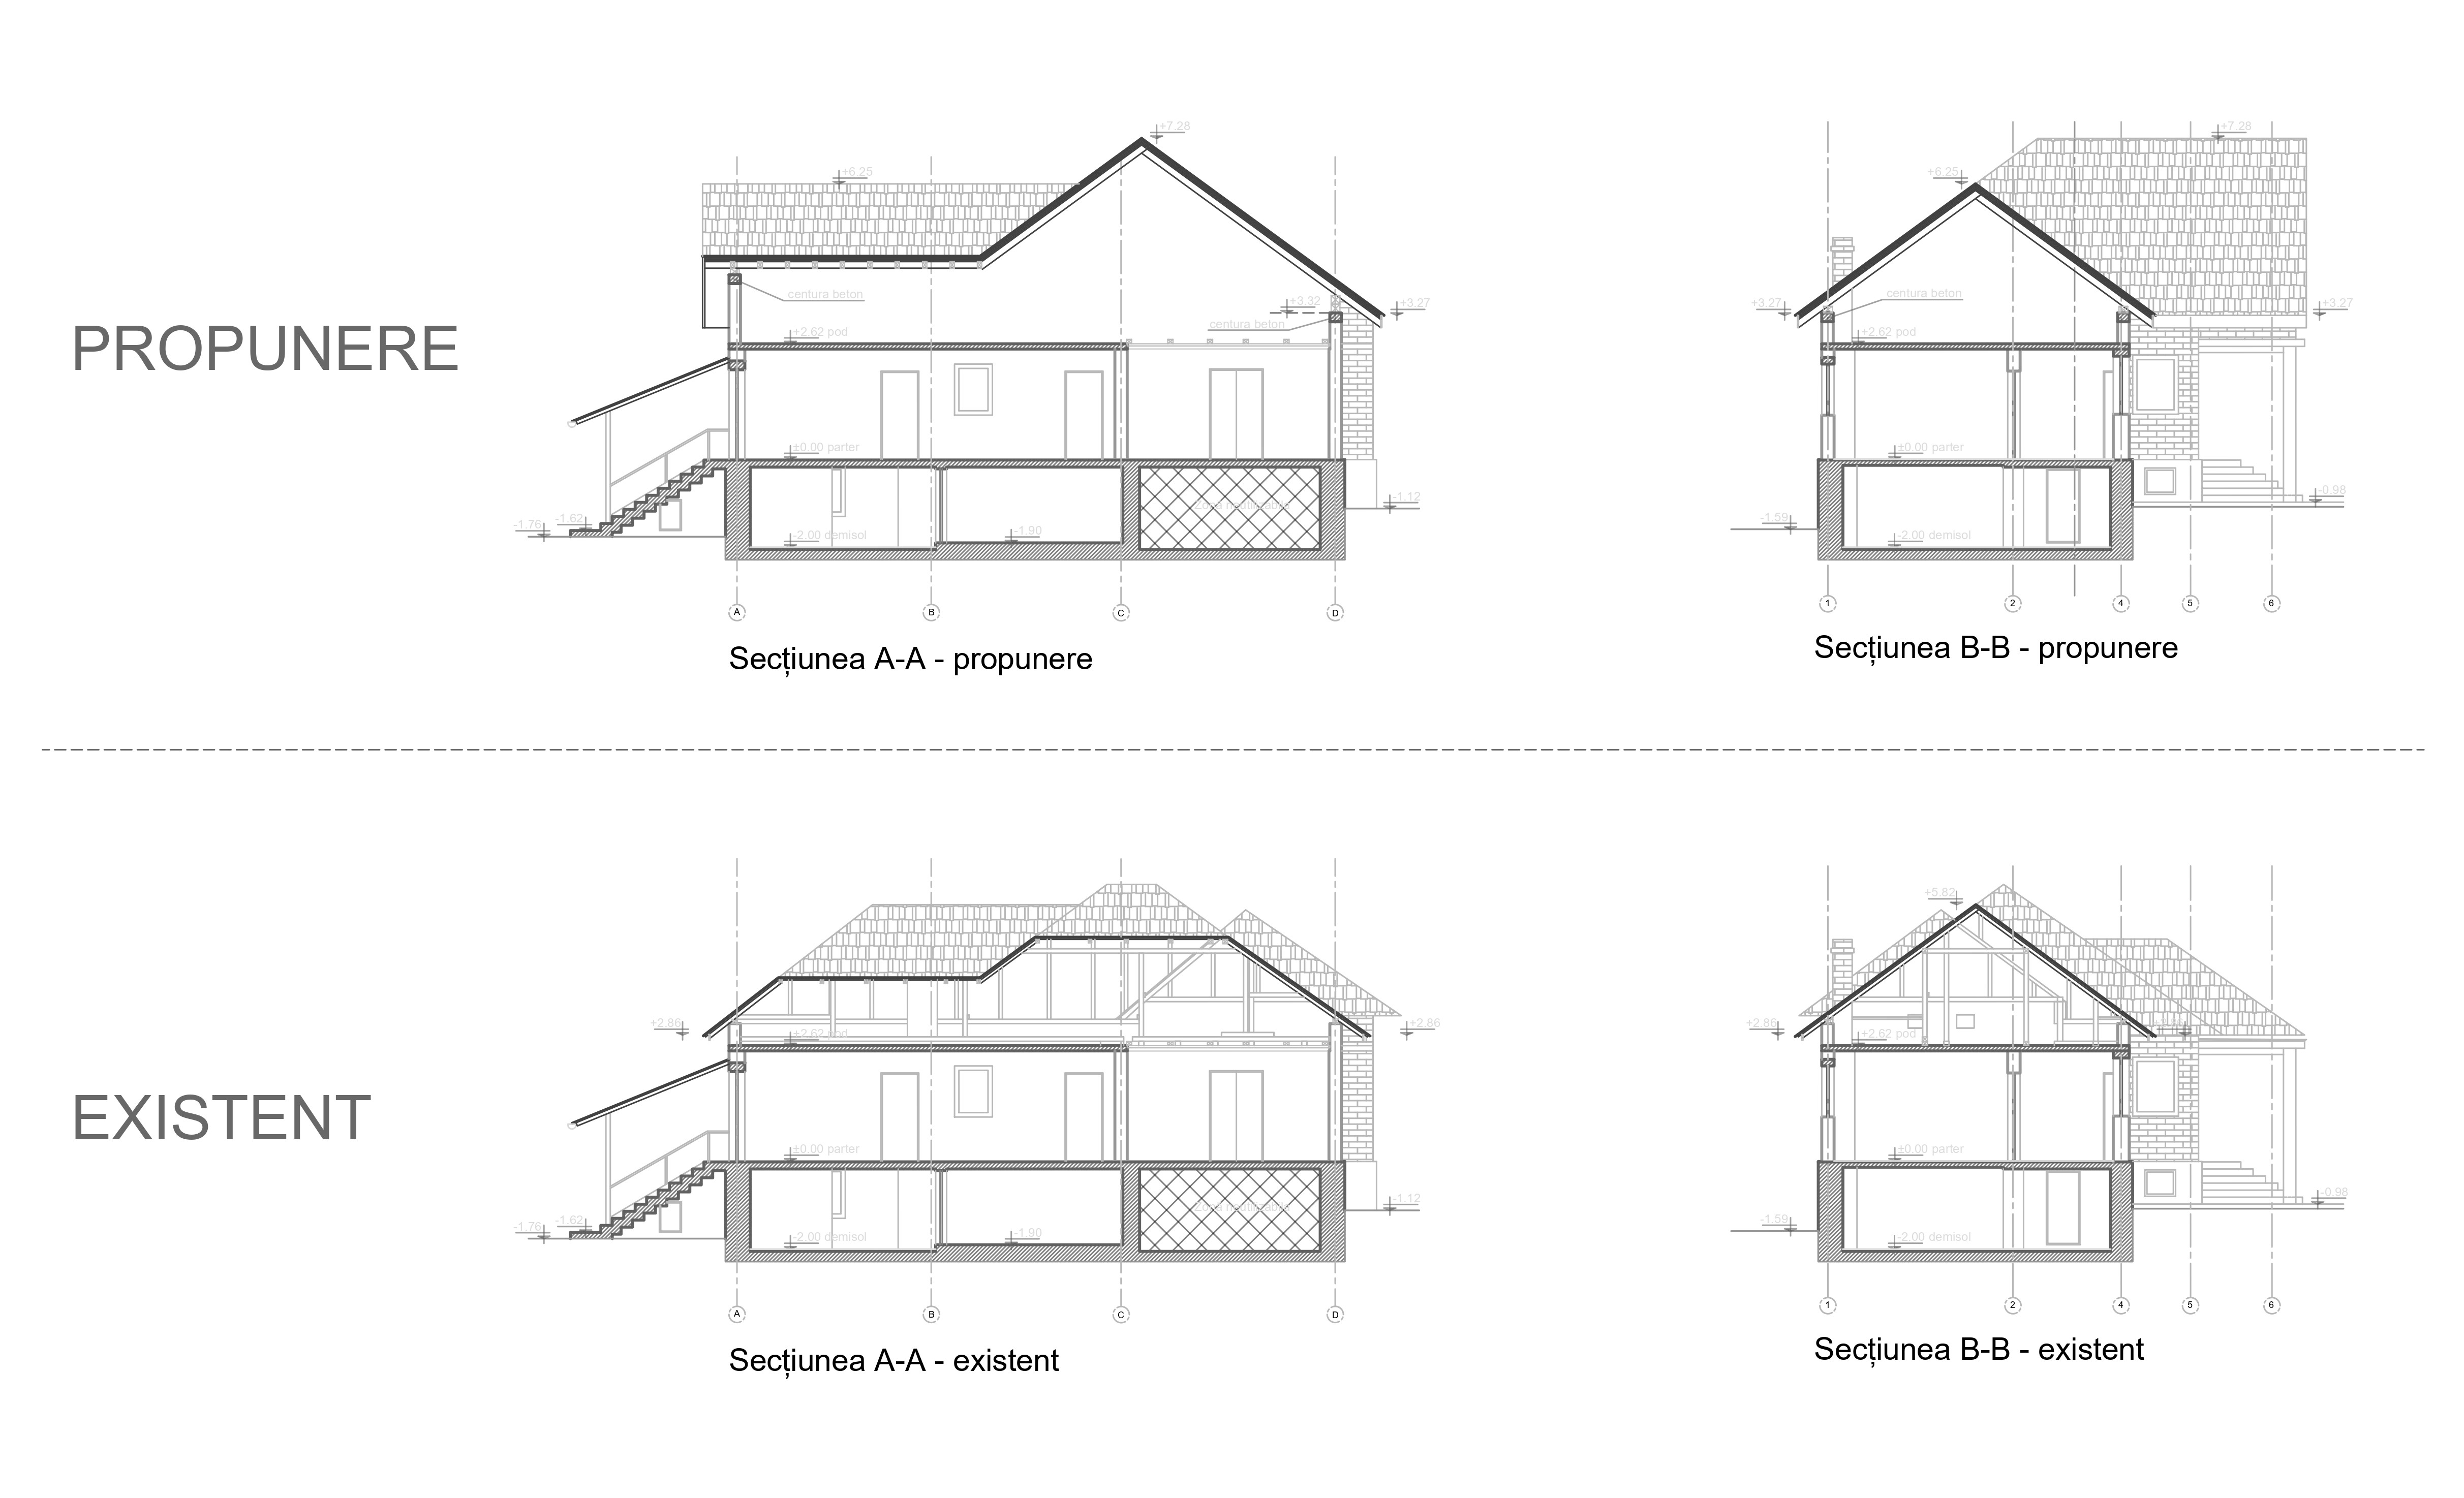 PROPUNERE
+7.28
+6.25
centura beton
+3.32
+3.27
centura beton
+2.62 pod
±0.00 parter
-1.12
-1.76
-1.62
Zona neutilizabila
-2.00 demisol
-1.90
A
B
C
D
Secțiunea A-A - propunere
+7.28
+6.25
centura beton
+3.27
+3.27
+2.62 pod
±0.00 parter
-0.98
-1.59
-2.00 demisol
1
2
4
5
6
Secțiunea B-B - propunere
EXISTENT
+2.86
+2.86
+2.62 pod
±0.00 parter
-1.12
-1.76
-1.62
Zona neutilizabila
-2.00 demisol
-1.90
A
B
C
D
Secțiunea A-A - existent
+5.82
+2.86
+2.62 pod
±0.00 parter
-0.98
-1.59
-2.00 demisol
1
2
4
5
6
Secțiunea B-B - existent